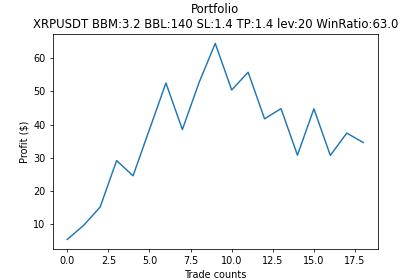 Portfolio
XRPUSDT BBM:3.2 BBL:140 SL:1.4 TP:1.4 lev:20 WinRatio:63.0
60
50
40
30
20
10
Profit ($)
0.0 2.5 5.0 7.5 10.0 12.5 15.0 17.5
Trade counts